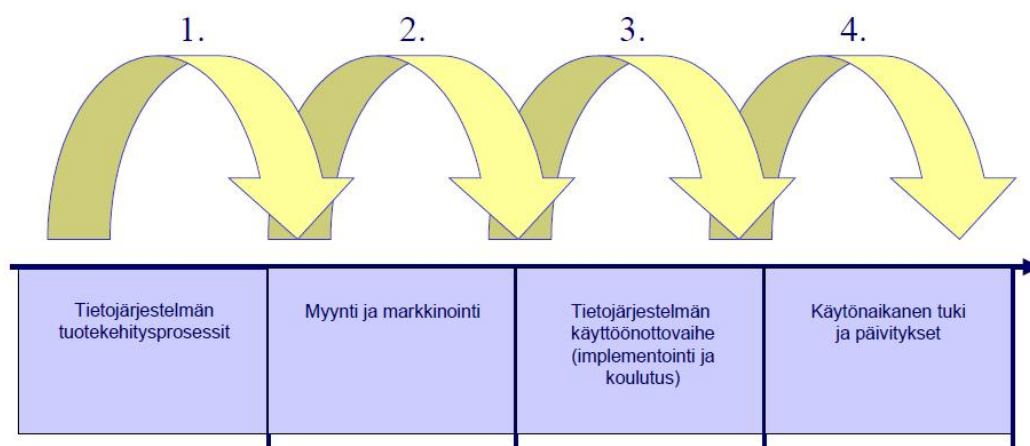 1.
2.
3.
4.
Tietojärjestelmän
tuotekehitysprosessit
Myynti ja markkinointi
Tietojärjestelmän
käyttöönottovaihe
(implementointi ja
koulutus)
Käytönaikanen tuki
ja päivitykset